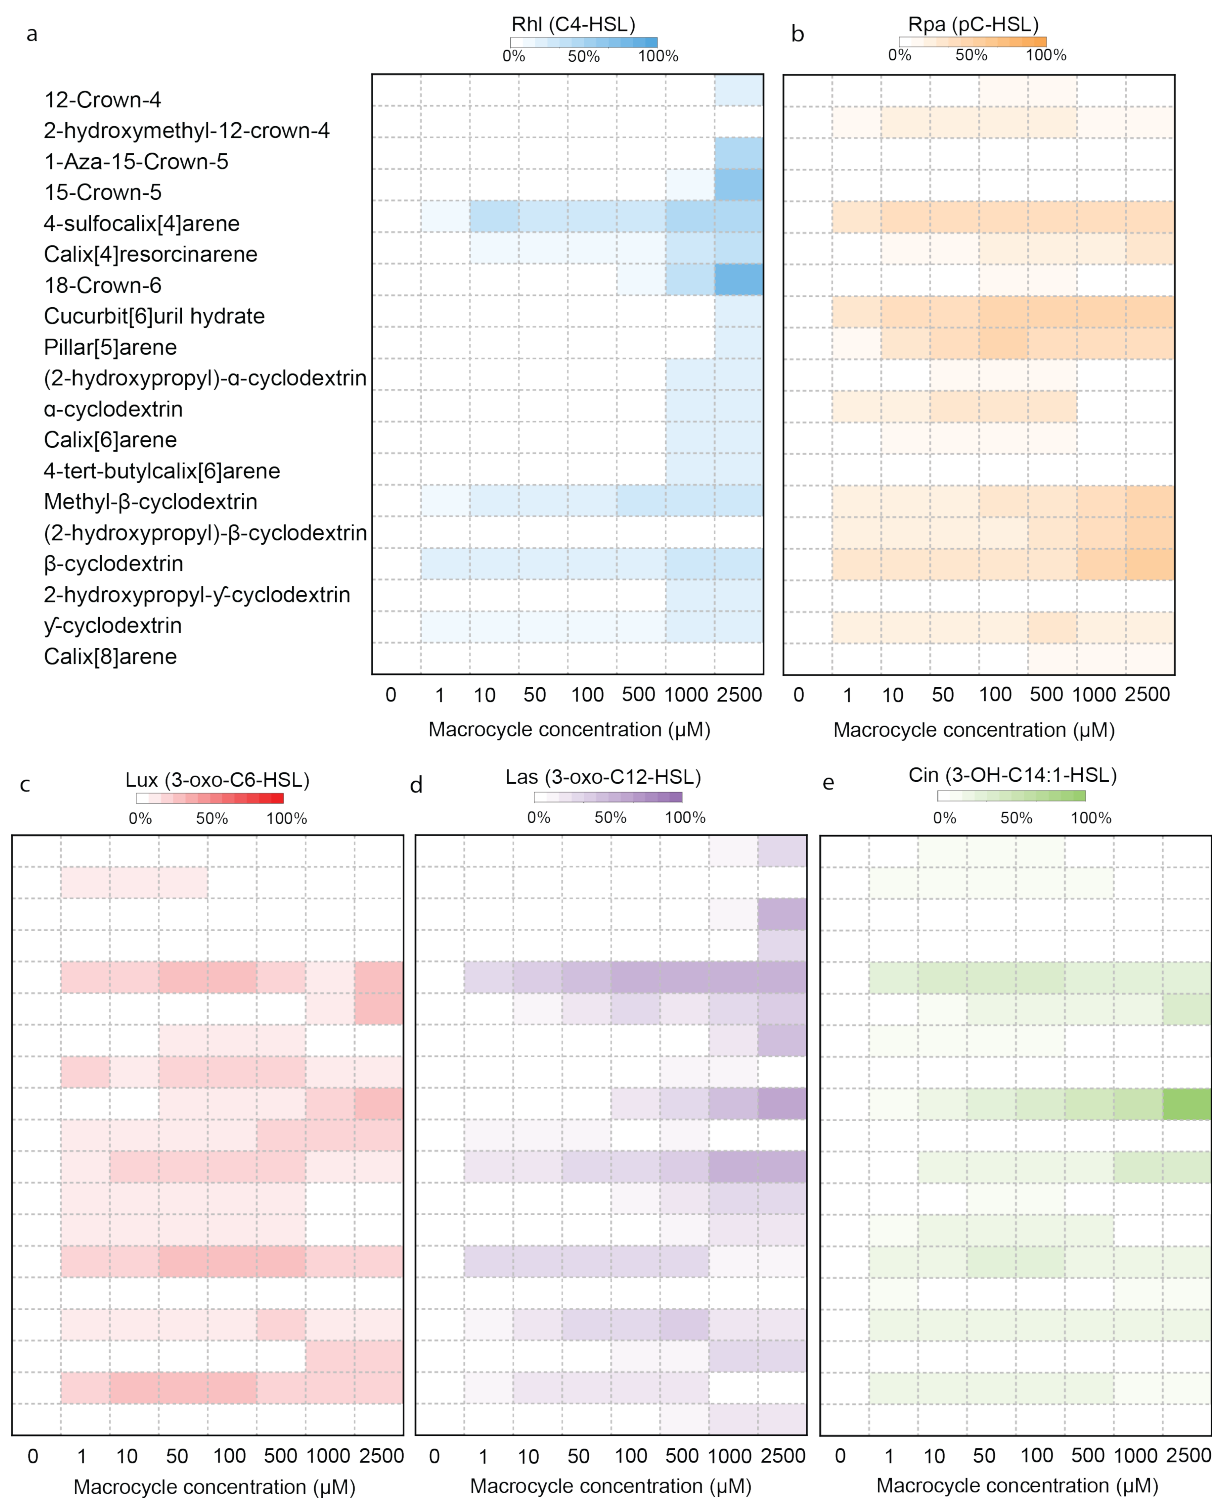 a
Rhl (C4-HSL)
0% 50% 100%
b
Rpa (pC-HSL)
0% 50% 100%
12-Crown-4
2-hydroxymethyl-12-crown-4
1-Aza-15-Crown-5
15-Crown-5
4-sulfocalix[4]arene
Calix[4]resorcinarene
18-Crown-6
Cucurbit[6]uril hydrate
Pillar[5]arene
(2-hydroxypropyl)-α-cyclodextrin
α-cyclodextrin
Calix[6]arene
4-tert-butylcalix[6]arene
Methyl-β-cyclodextrin
(2-hydroxypropyl)-β-cyclodextrin
β-cyclodextrin
2-hydroxypropyl-ƴ-cyclodextrin
ƴ-cyclodextrin
Calix[8]arene
0 1 10 50 100 500 1000 2500
Macrocycle concentration (μM)
0 1 10 50 100 500 1000 2500
Macrocycle concentration (μM)
c
Lux (3-oxo-C6-HSL)
0% 50% 100%
d
Las (3-oxo-C12-HSL)
0% 50% 100%
e
Cin (3-OH-C14:1-HSL)
0% 50% 100%
0 1 10 50 100 500 1000 2500
Macrocycle concentration (μM)
0 1 10 50 100 500 1000 2500
Macrocycle concentration (μM)
0 1 10 50 100 500 1000 2500
Macrocycle concentration (μM)